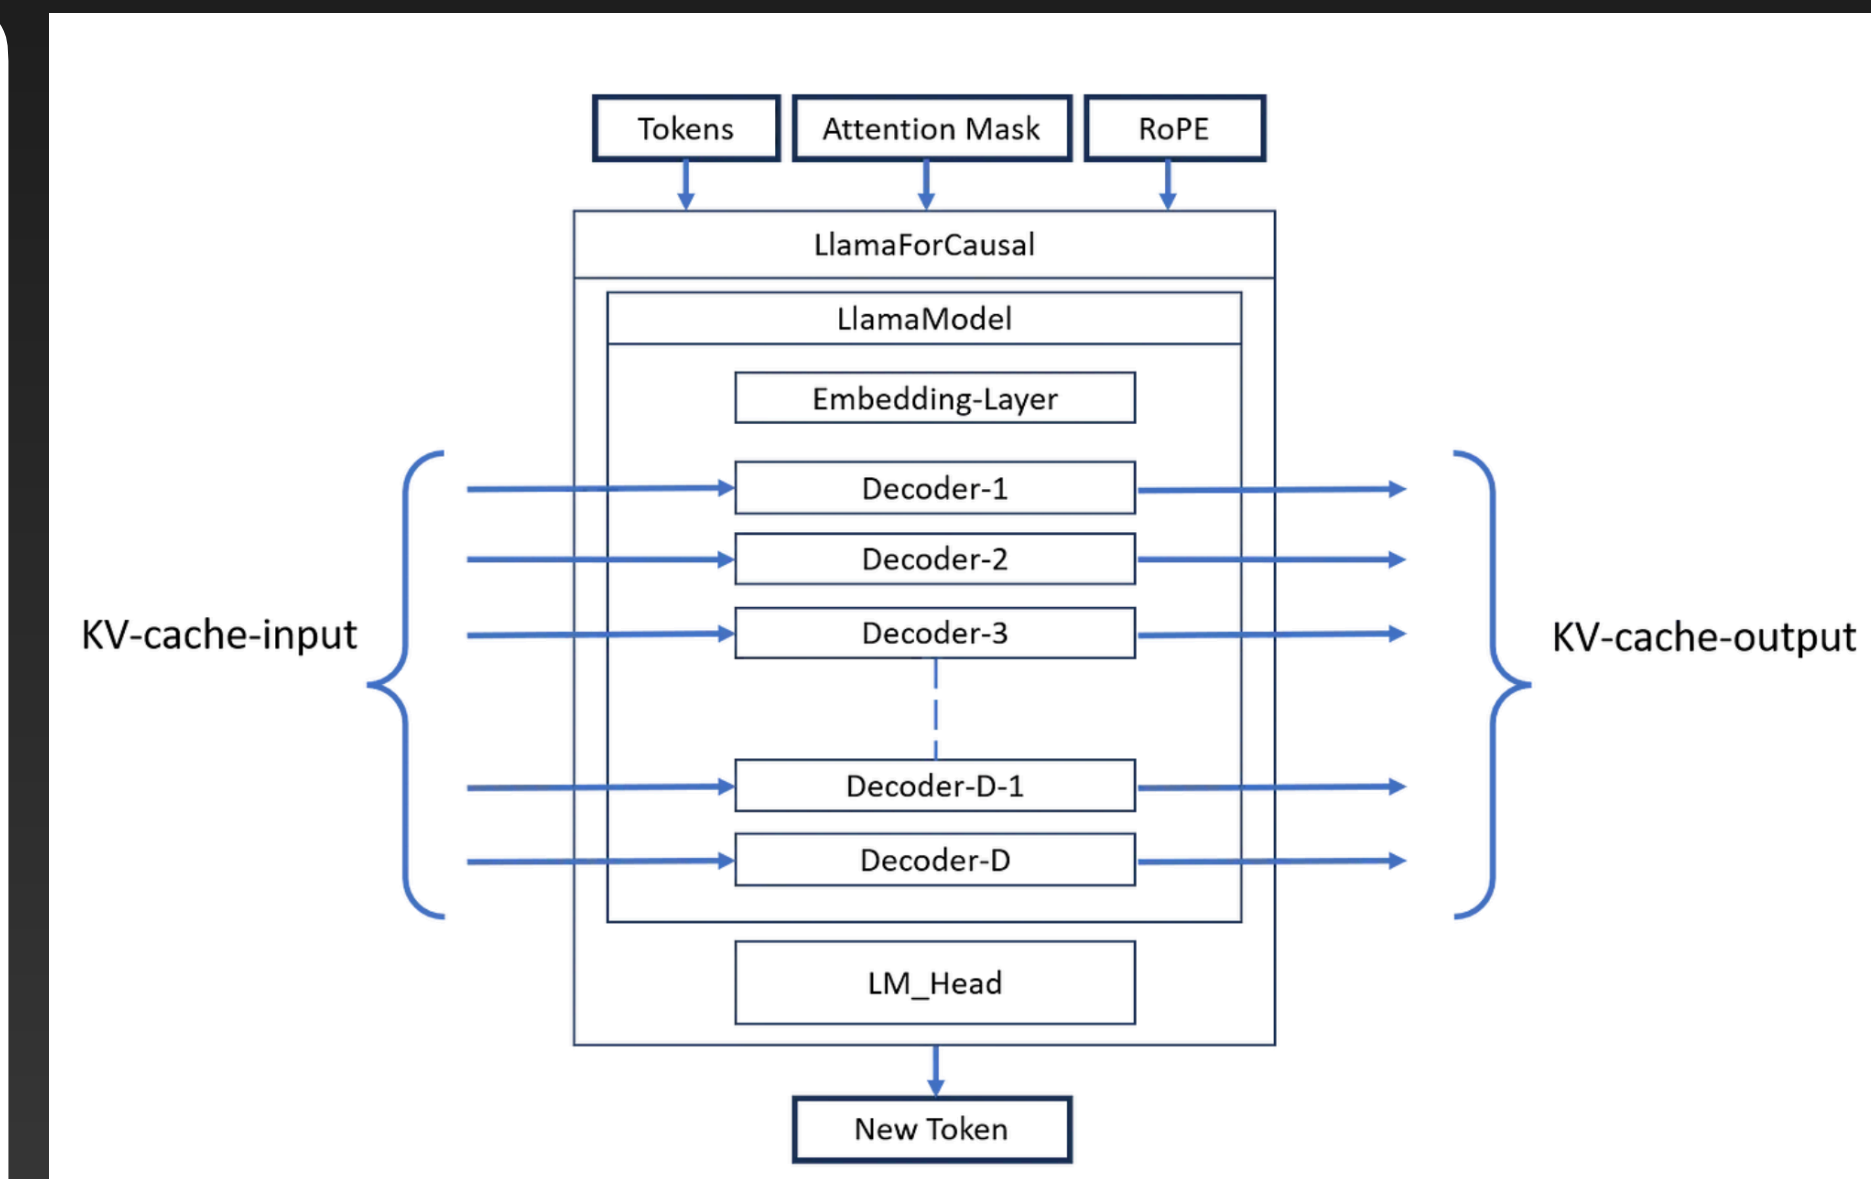 Tokens
Attention Mask
RoPE
LlamaForCausal
LlamaModel
Embedding-Layer
Decoder-1
Decoder-2
Decoder-3
KV-cache-input
KV-cache-output
Decoder-D-1
Decoder-D
LM_Head
New Token